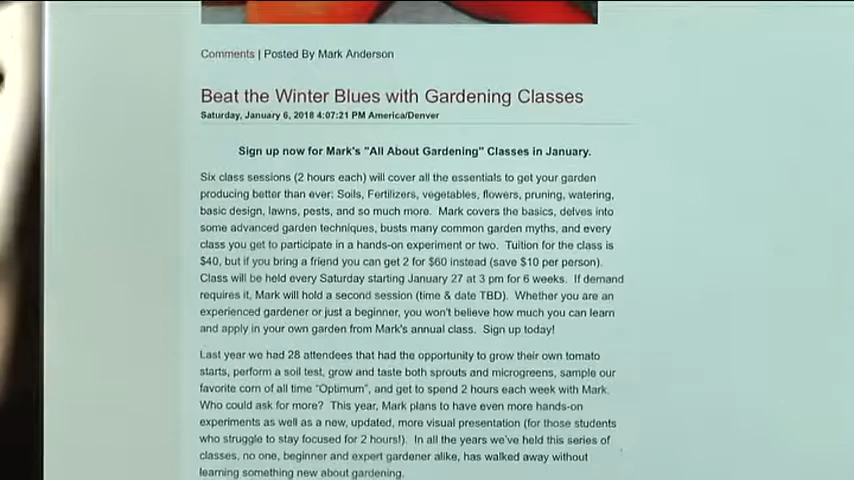 Comments | Posted By Mark Anderson
Beat the Winter Blues with Gardening Classes
Saturday, January 6, 2018 4:07:21 PM America/Denver
Sign up now for Mark's "All About Gardening" Classes in January.
Six class sessions (2 hours each) will cover all the essentials to get your garden
producing better than ever: Soils, Fertilizers, vegetables, flowers, pruning, watering,
basic design, lawns, pests, and so much more. Mark covers the basics, delves into
some advanced garden techniques, busts many common garden myths, and every
class you get to participate in a hands-on experiment or two. Tuition for the class is
$40, but if you bring a friend you can get 2 for $60 instead (save $10 per person).
Class will be held every Saturday starting January 27 at 3 pm for 6 weeks. If demand
requires it, Mark will hold a second session (time & date TBD). Whether you are an
experienced gardener or just a beginner, you won't believe how much you can learn
and apply in your own garden from Mark's annual class. Sign up today!
Last year we had 28 attendees that had the opportunity to grow their own tomato
starts, perform a soil test, grow and taste both sprouts and microgreens, sample our
favorite corn of all time "Optimum", and get to spend 2 hours each week with Mark.
Who could ask for more? This year, Mark plans to have even more hands-on
experiments as well as a new, updated, more visual presentation (for those students
who struggle to stay focused for 2 hours!). In all the years we've held this series of
classes, no one, beginner and expert gardener alike, has walked away without
learning something new about gardening.